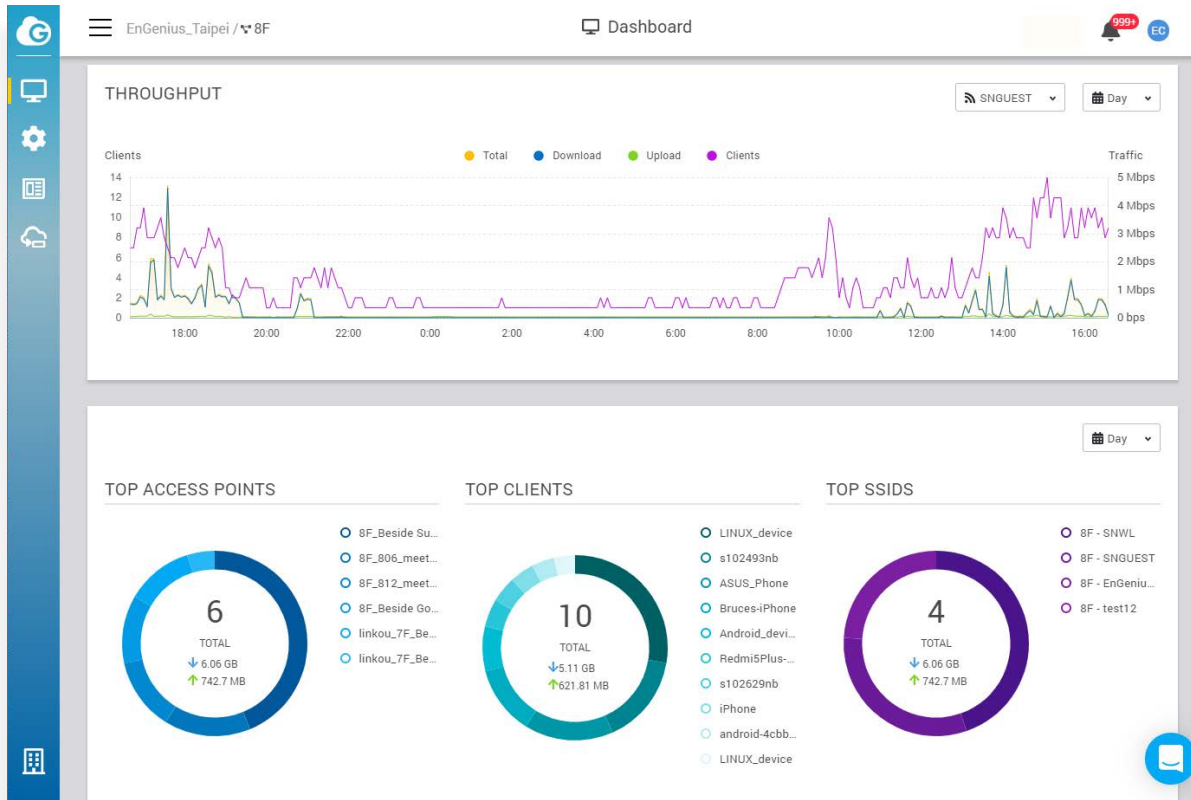 G
EnGenius_Taipei / 8F
Dashboard
999+
EC
THROUGHPUT
SNGUEST
Day
Clients
Total
Download
Upload
Clients
Traffic
14
12
10
8
6
4
2
0
5 Mbps
4 Mbps
3 Mbps
2 Mbps
1 Mbps
0 bps
18:00 20:00 22:00 0:00 2:00 4:00 6:00 8:00 10:00 12:00 14:00 16:00
Day
TOP ACCESS POINTS
6
TOTAL
6.06 GB
742.7 MB
8F_Beside Su...
8F_806_meet...
8F_812_meet...
8F_Beside Go...
linkou_7F_Be...
linkou_7F_Be...
TOP CLIENTS
10
TOTAL
5.11 GB
621.81 MB
LINUX_device
s102493nb
ASUS_Phone
Bruces-iPhone
Android_devi...
Redmi5Plus-...
s102629nb
iPhone
android-4cbb...
LINUX_device
TOP SSIDS
4
TOTAL
6.06 GB
742.7 MB
8F - SNWL
8F - SNGUEST
8F - EnGeniu...
8F - test12